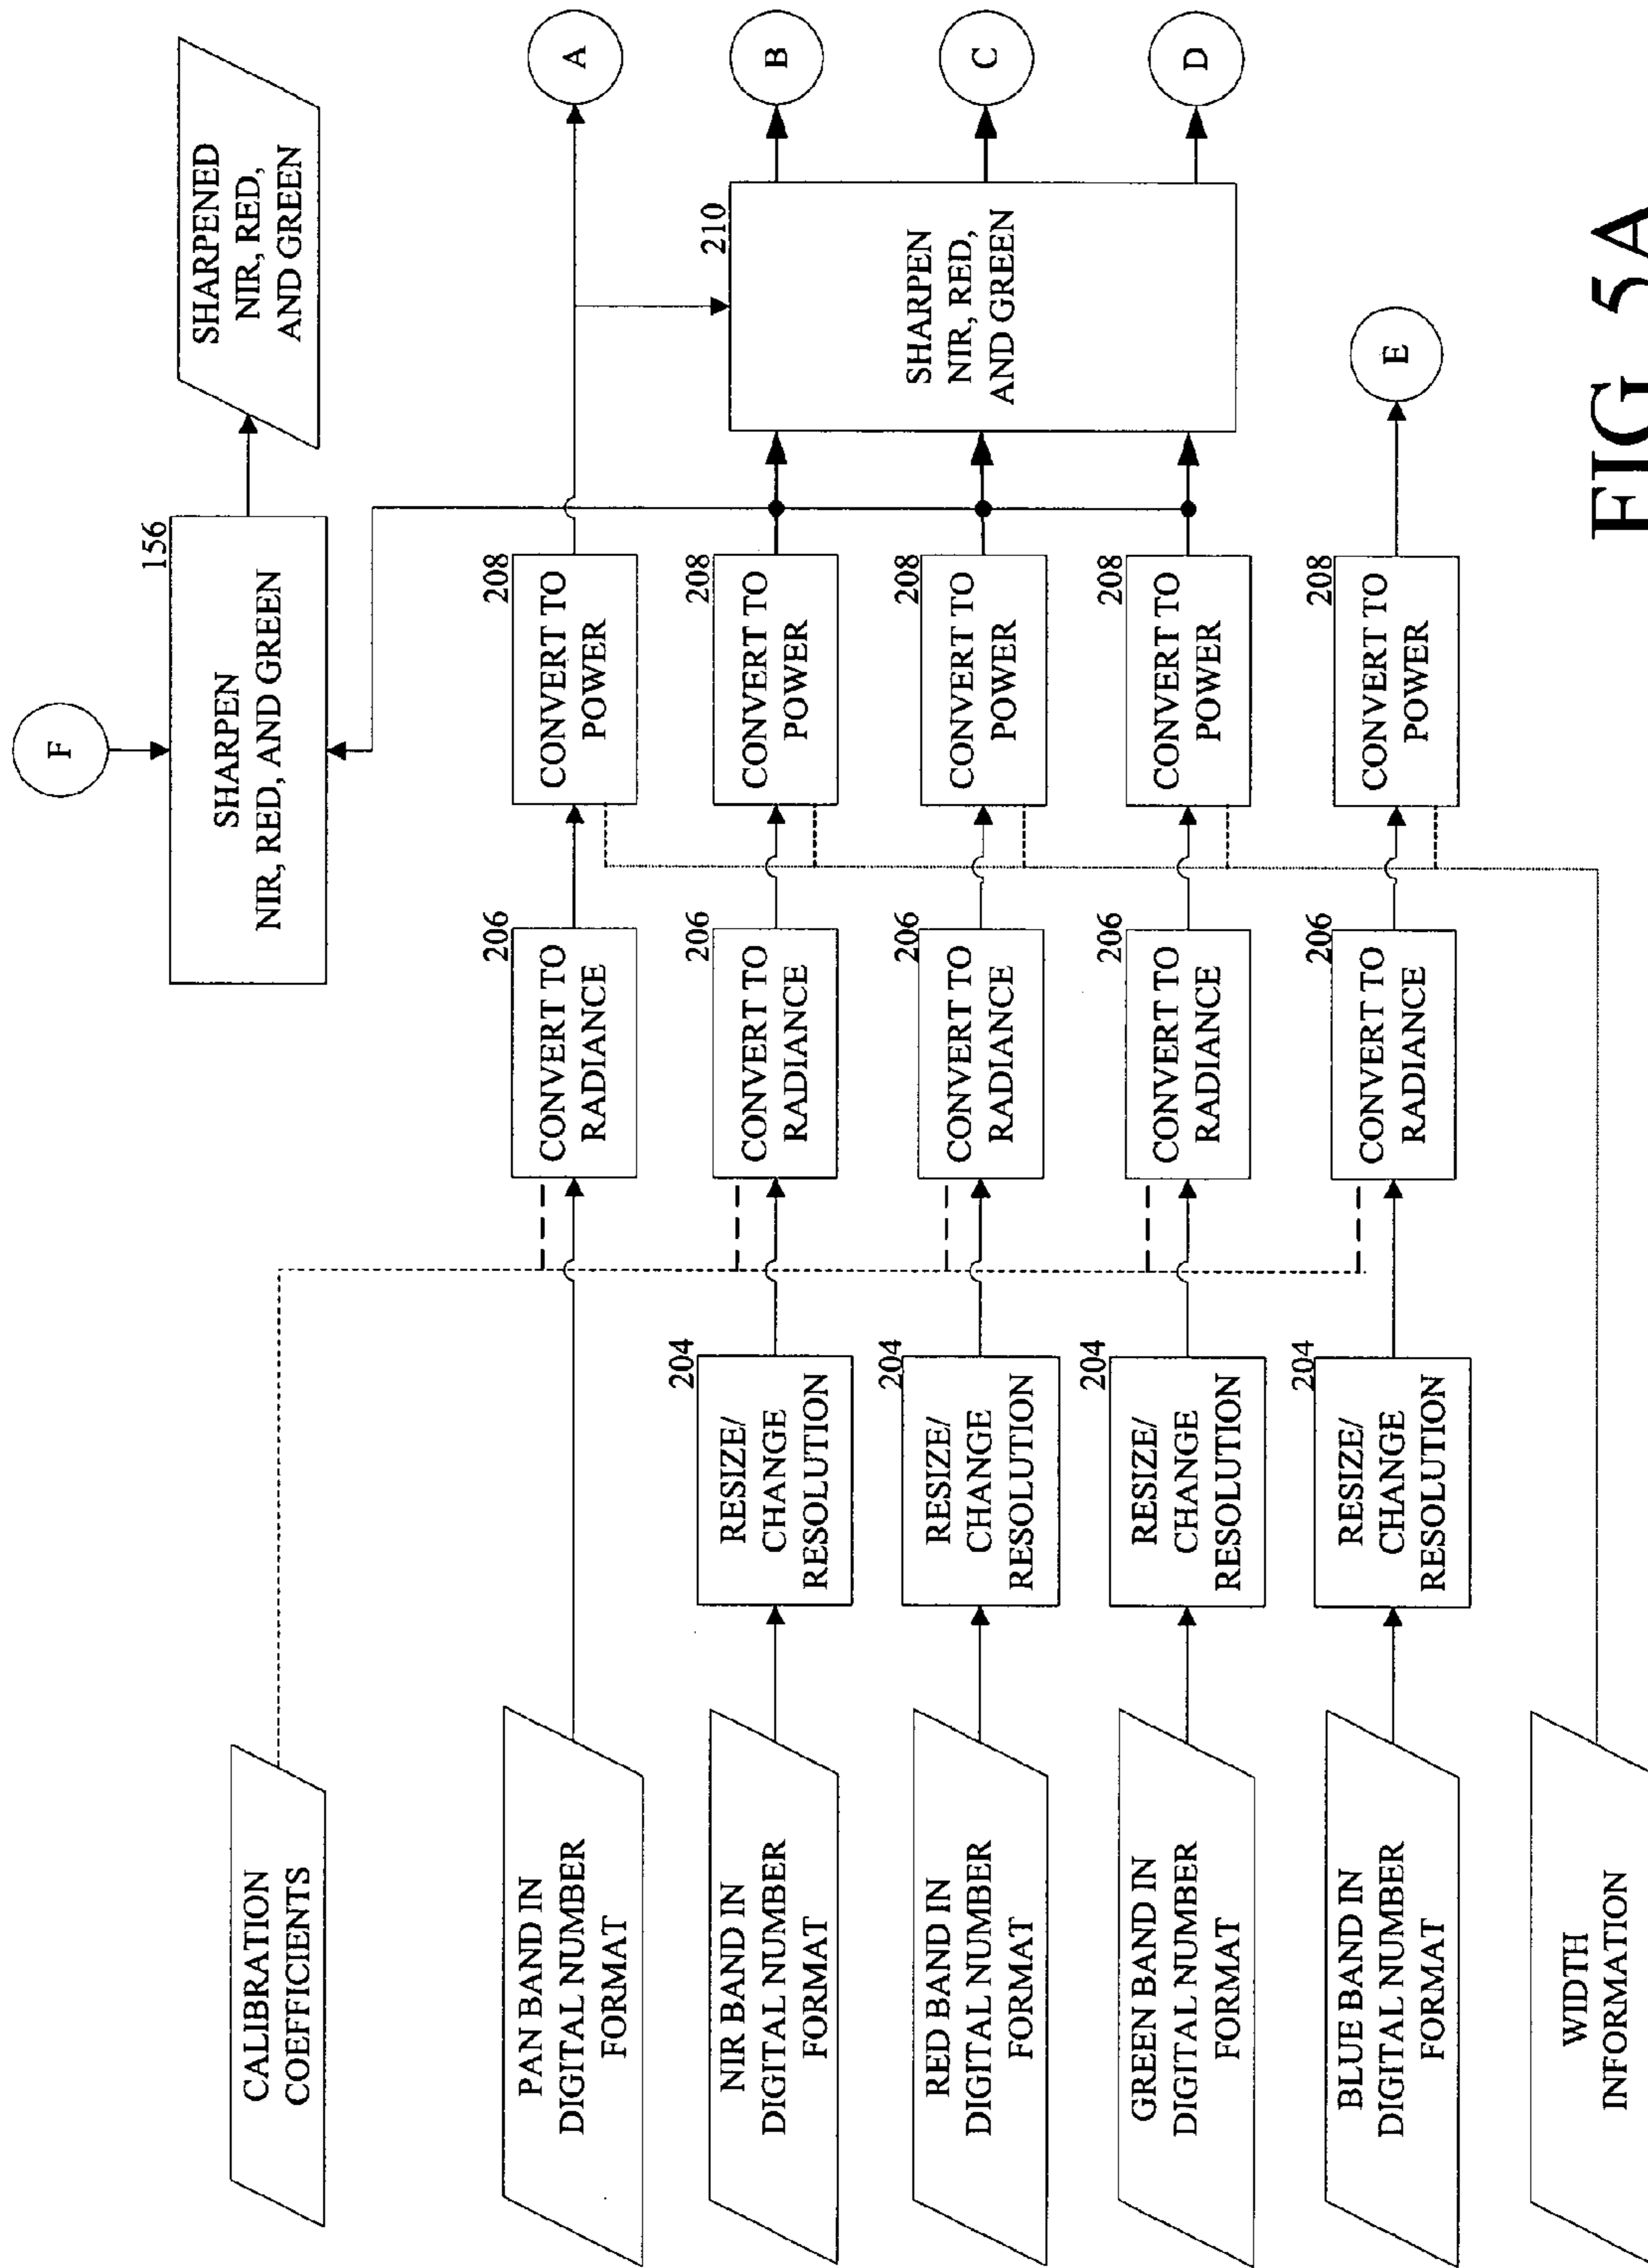 F
156
SHARPEN
NIR, RED, AND GREEN
SHARPENED
NIR, RED,
AND GREEN
CALIBRATION
COEFICIENTS
PAN BAND IN
DIGITAL NUMBER
FORMAT
206
CONVERT TO
RADIANCE
208
CONVERT TO
POWER
A
NIR BAND IN
DIGITAL NUMBER
FORMAT
204
RESIZE/
CHANGE
RESOLUTION
206
CONVERT TO
RADIANCE
208
CONVERT TO
POWER
210
SHARPEN
NIR, RED,
AND GREEN
B
RED BAND IN
DIGITAL NUMBER
FORMAT
204
RESIZE/
CHANGE
RESOLUTION
206
CONVERT TO
RADIANCE
208
CONVERT TO
POWER
C
GREEN BAND IN
DIGITAL NUMBER
FORMAT
204
RESIZE/
CHANGE
RESOLUTION
206
CONVERT TO
RADIANCE
208
CONVERT TO
POWER
D
BLUE BAND IN
DIGITAL NUMBER
FORMAT
204
RESIZE/
CHANGE
RESOLUTION
206
CONVERT TO
RADIANCE
208
CONVERT TO
POWER
E
WIDTH
INFORMATION
FIG 5A